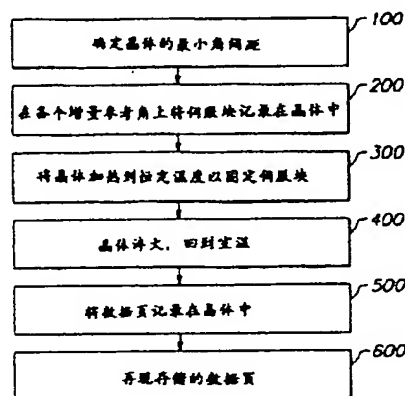 100
确定晶体的最小角间距
200
在各个增量参考角上将伺服块记录在晶体中
300
将晶体加热到恒定温度以固定伺服块
400
晶体淬火，回到室温
500
将数据页记录在晶体中
600
再现存储的数据页